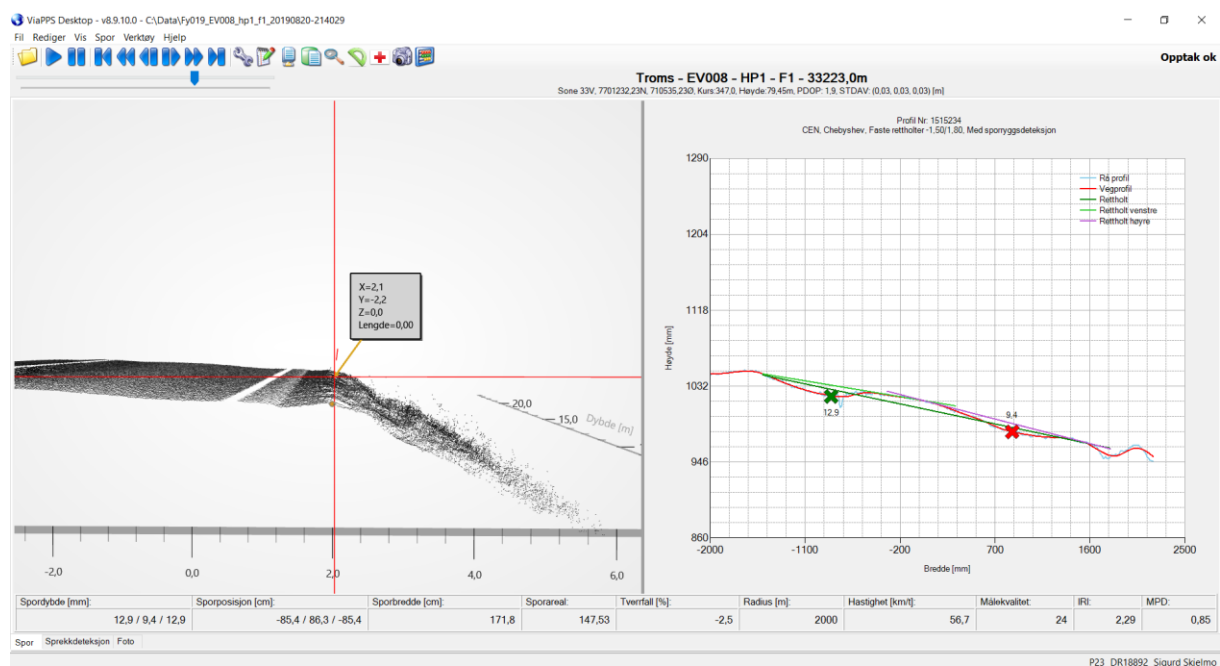 ViaPPS Desktop - v8.9.10.0 - C:\Data\Fy019_EV008_hp1_f1_20190820-214029
Fil Rediger Vis Spor Verktøy Hjelp
Opptak ok
Troms - EV008 - HP1 - F1 - 33223,0m
Sone 33V, 7701232,23N, 710535,23Ø, Kurs:347,0, Høyde:79,45m, PDOP: 1,9, STDAV: (0,03, 0,03, 0,03) [m]
X=2,1
Y=-2,2
Z=0,0
Lengde=0,00
20,0
15,0
Dybde [m]
-2,0 0,0 2,0 4,0 6,0
Profil Nr: 1515234
CEN, Chebyshev, Faste rettholter -1,50/1,80, Med sporryggsdeteksjon
Rå profil
Vegprofil
Rettholt
Rettholt venstre
Rettholt høyre
1290
1204
1118
1032
946
860
Høyde [mm]
12.9
9.4
-2000 -1100 -200 700 1600 2500
Bredde [mm]
Spordybde [mm]: Sporposisjon [cm]: Sporbredde [cm]: Sporareal: Tverrfall [%]: Radius [m]: Hastighet [km/t]: Målekvalitet: IRI: MPD:
12,9 / 9,4 / 12,9 -85,4 / 86,3 / -85,4 171,8 147,53 -2,5 2000 56,7 24 2,29 0,85
Spor Sprekkdeteksjon Foto
P23_DR18892_Sigurd Skjelmo